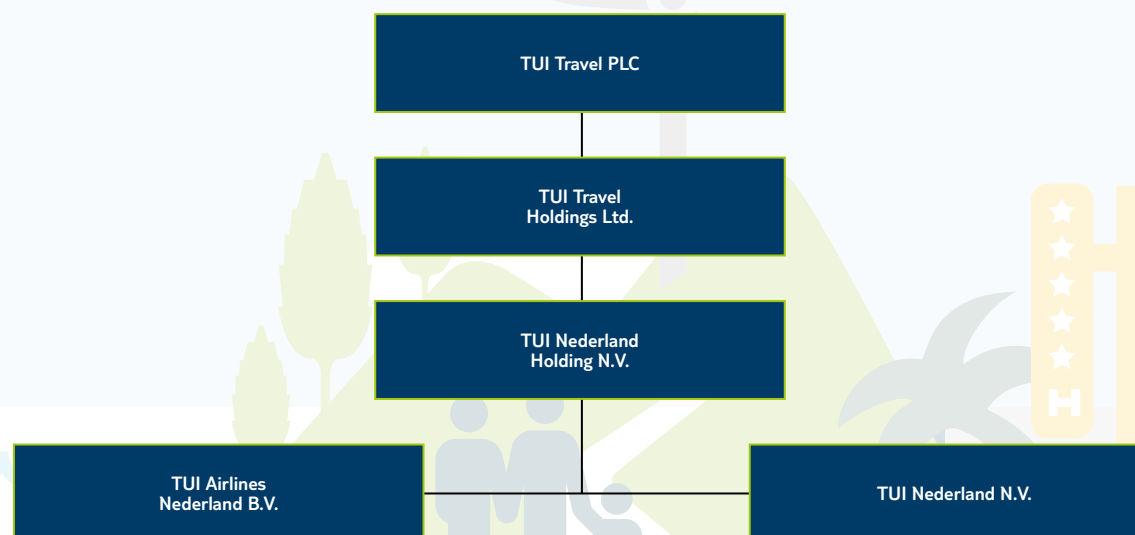 TUI Travel PLC
TUI Travel
Holdings Ltd.
TUI Nederland
Holding N.V.
TUI Airlines
Nederland B.V.
TUI Nederland N.V.
H
H